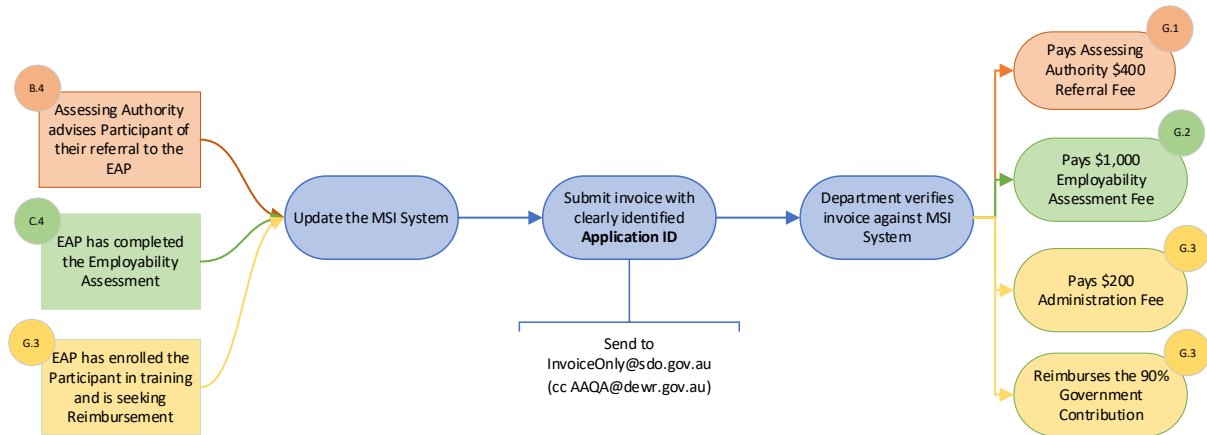 B.4
Assessing Authority
advises Participant of
their referral to the
EAP
C.4
EAP has completed
the Employability
Assessment
G.3
EAP has enrolled the
Participant in training
and is seeking
Reimbursement
Update the MSI System
Submit invoice with
clearly identified
Application ID
Send to
InvoiceOnly@sdo.gov.au
(cc AAQA@dewr.gov.au)
Department verifies
invoice against MSI
System
G.1
Pays Assessing
Authority $400
Referral Fee
G.2
Pays $1,000
Employability
Assessment Fee
G.3
Pays $200
Administration Fee
G.3
Reimburses the 90%
Government
Contribution